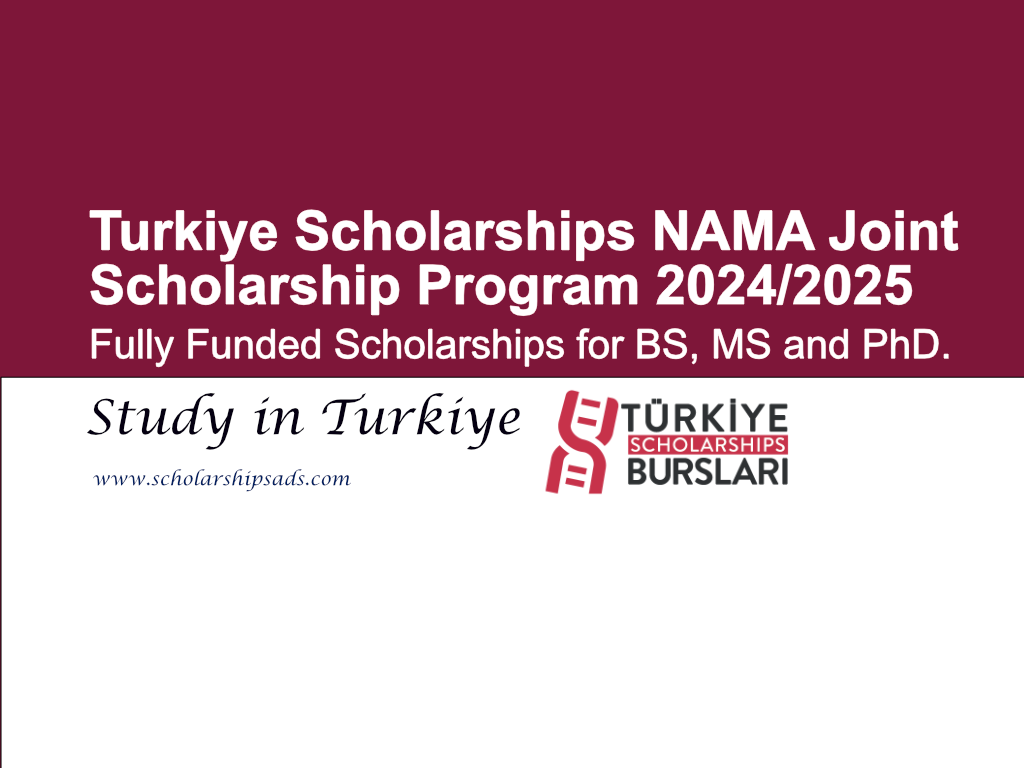 Turkiye Scholarships NAMA Joint
Scholarship Program 2024/2025
Fully Funded Scholarships for BS, MS and PhD.
Study in Turkiye
www.scholarshipsads.com
TÜRKİYE
SCHOLARSHIPS
BURSLARI